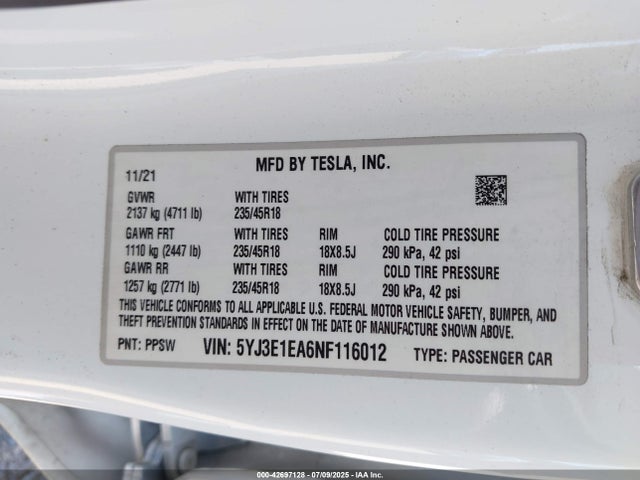 MFD BY TESLA, INC.
11/21
GVWR WITH TIRES
2137 kg (4711 lb) 235/45R18
GAWR FRT WITH TIRES RIM COLD TIRE PRESSURE
1110 kg (2447 lb) 235/45R18 18X8.5J 290 kPa, 42 psi
GAWR RR WITH TIRES RIM COLD TIRE PRESSURE
1257 kg (2771 lb) 235/45R18 18X8.5J 290 kPa, 42 psi
THIS VEHICLE CONFORMS TO ALL APPLICABLE U.S. FEDERAL MOTOR VEHICLE SAFETY, BUMPER, AND
THEFT PREVENTION STANDARDS IN EFFECT ON THE DATE OF MANUFACTURE SHOWN ABOVE.
PNT: PPSW VIN: 5YJ3E1EA6NF116012 TYPE: PASSENGER CAR
000-42697128 - 07/09/2025 - IAA Inc.